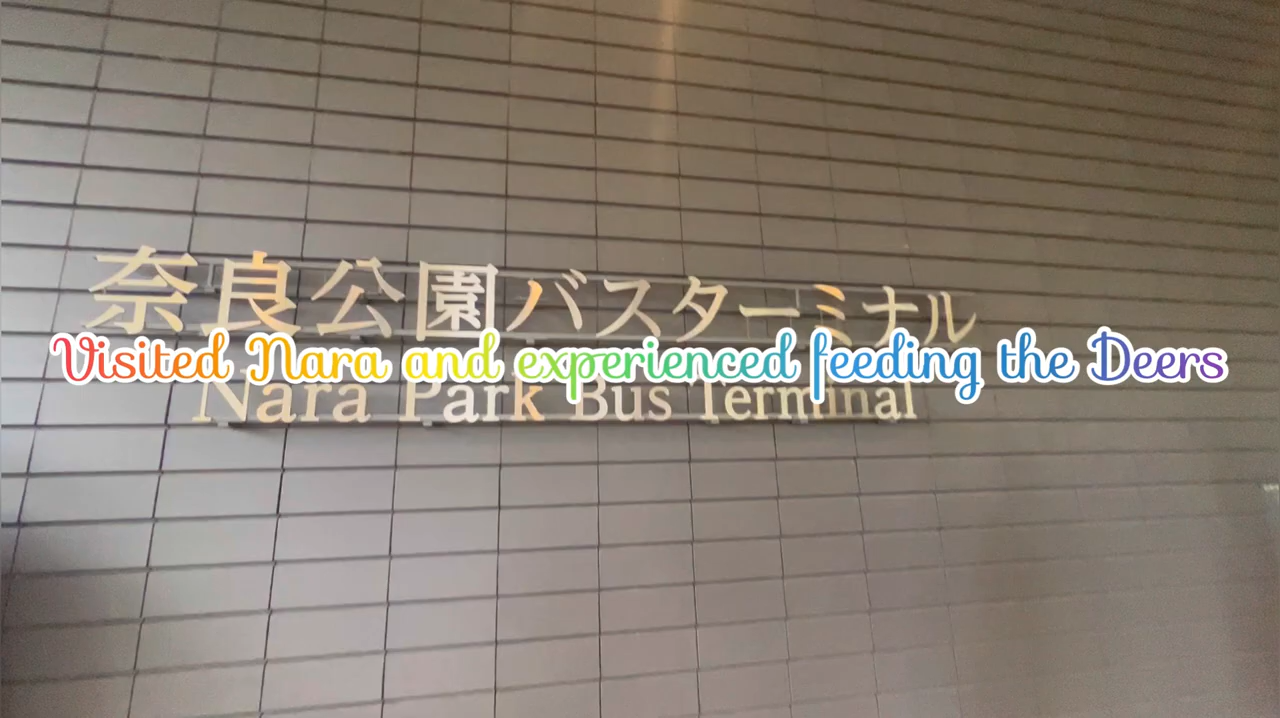 奈良公園バスターミナル
Visited Nara and experienced feeding the Deers
Nara Park Bus Terminal